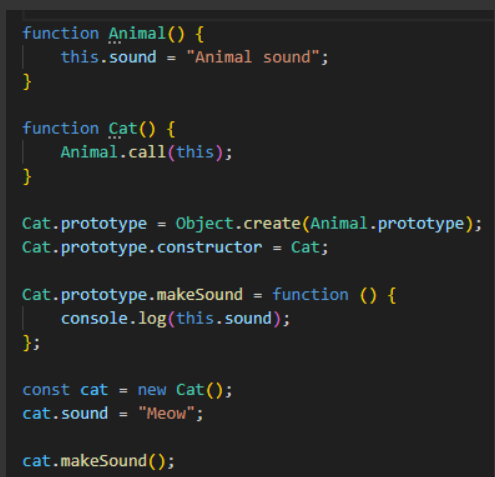 function Animal() {
    this.sound = "Animal sound";
}

function Cat() {
    Animal.call(this);
}

Cat.prototype = Object.create(Animal.prototype);
Cat.prototype.constructor = Cat;

Cat.prototype.makeSound = function () {
    console.log(this.sound);
};

const cat = new Cat();
cat.sound = "Meow";

cat.makeSound();